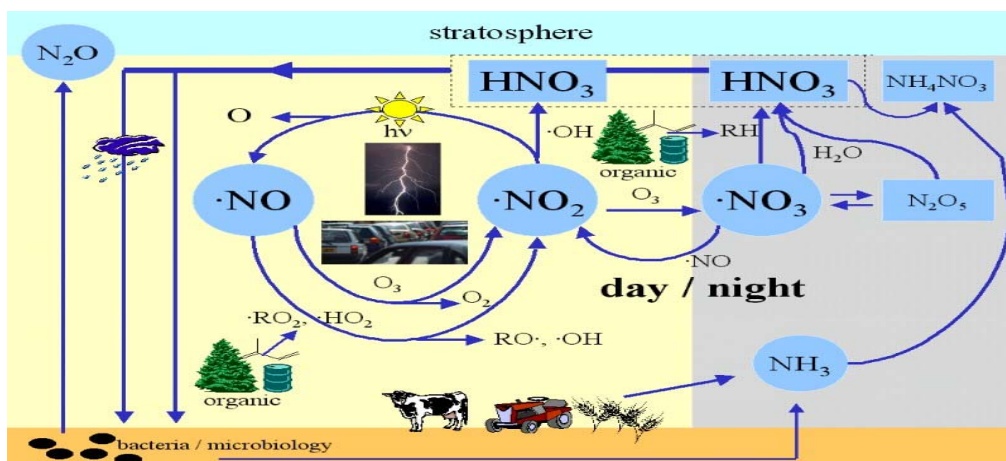 stratosphere
N₂O
HNO₃
HNO₃
NH₄NO₃
O
hν
·OH
organic
RH
H₂O
·NO
·NO₂
O₃
·NO₃
N₂O₅
·NO
day / night
O₃
O₂
·RO₂, ·HO₂
RO·, ·OH
organic
NH₃
bacteria / microbiology